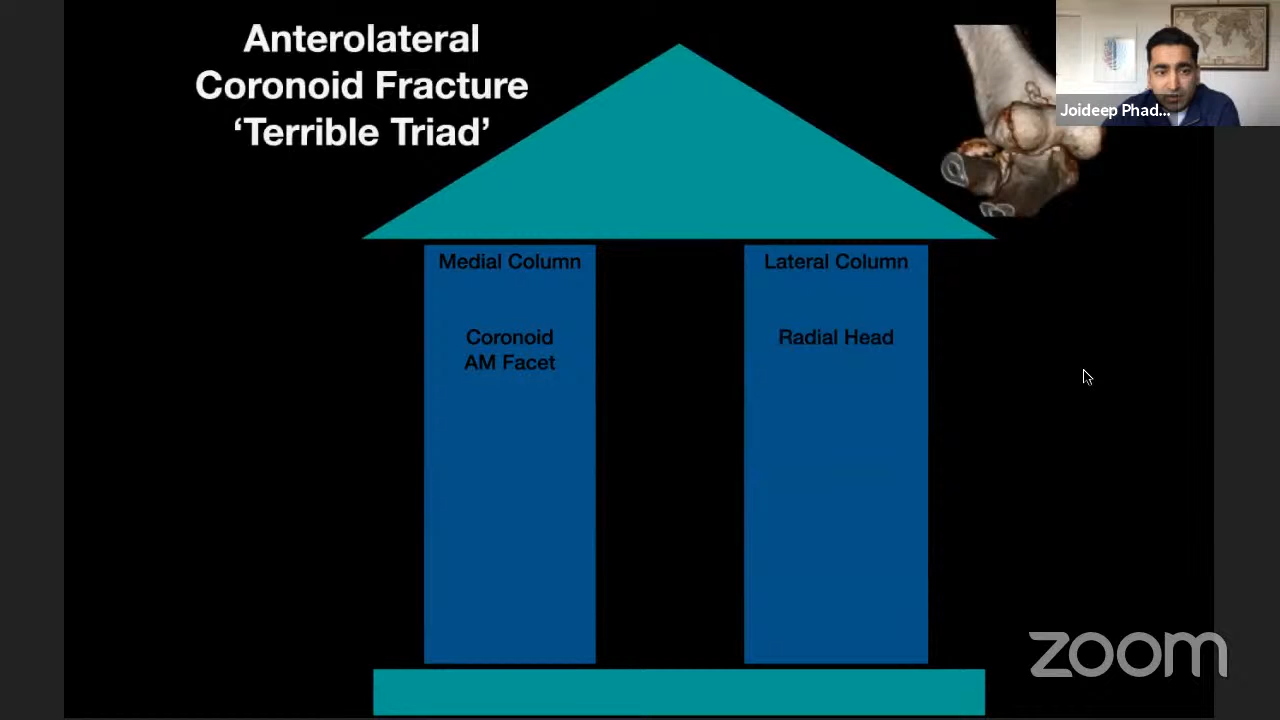 Anterolateral
Coronoid Fracture
‘Terrible Triad’
Joideep Phad...
Medial Column
Lateral Column
Coronoid
AM Facet
Radial Head
zoom